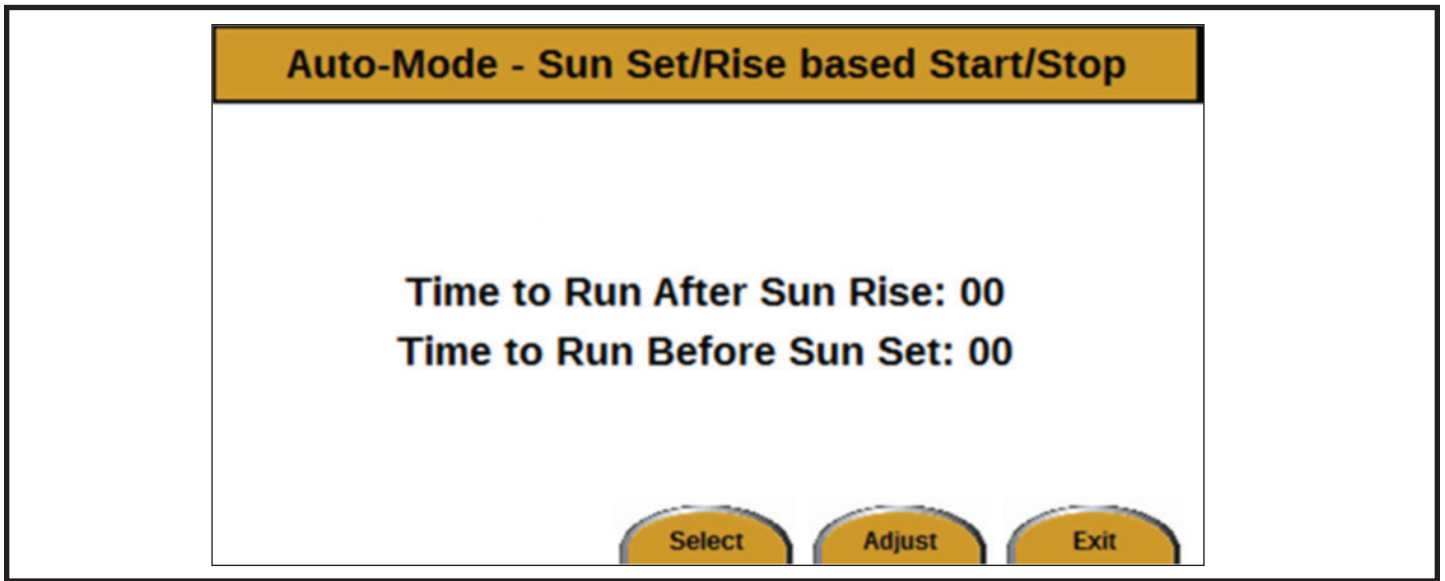 Auto-Mode - Sun Set/Rise based Start/Stop
Time to Run After Sun Rise: 00
Time to Run Before Sun Set: 00
Select Adjust Exit